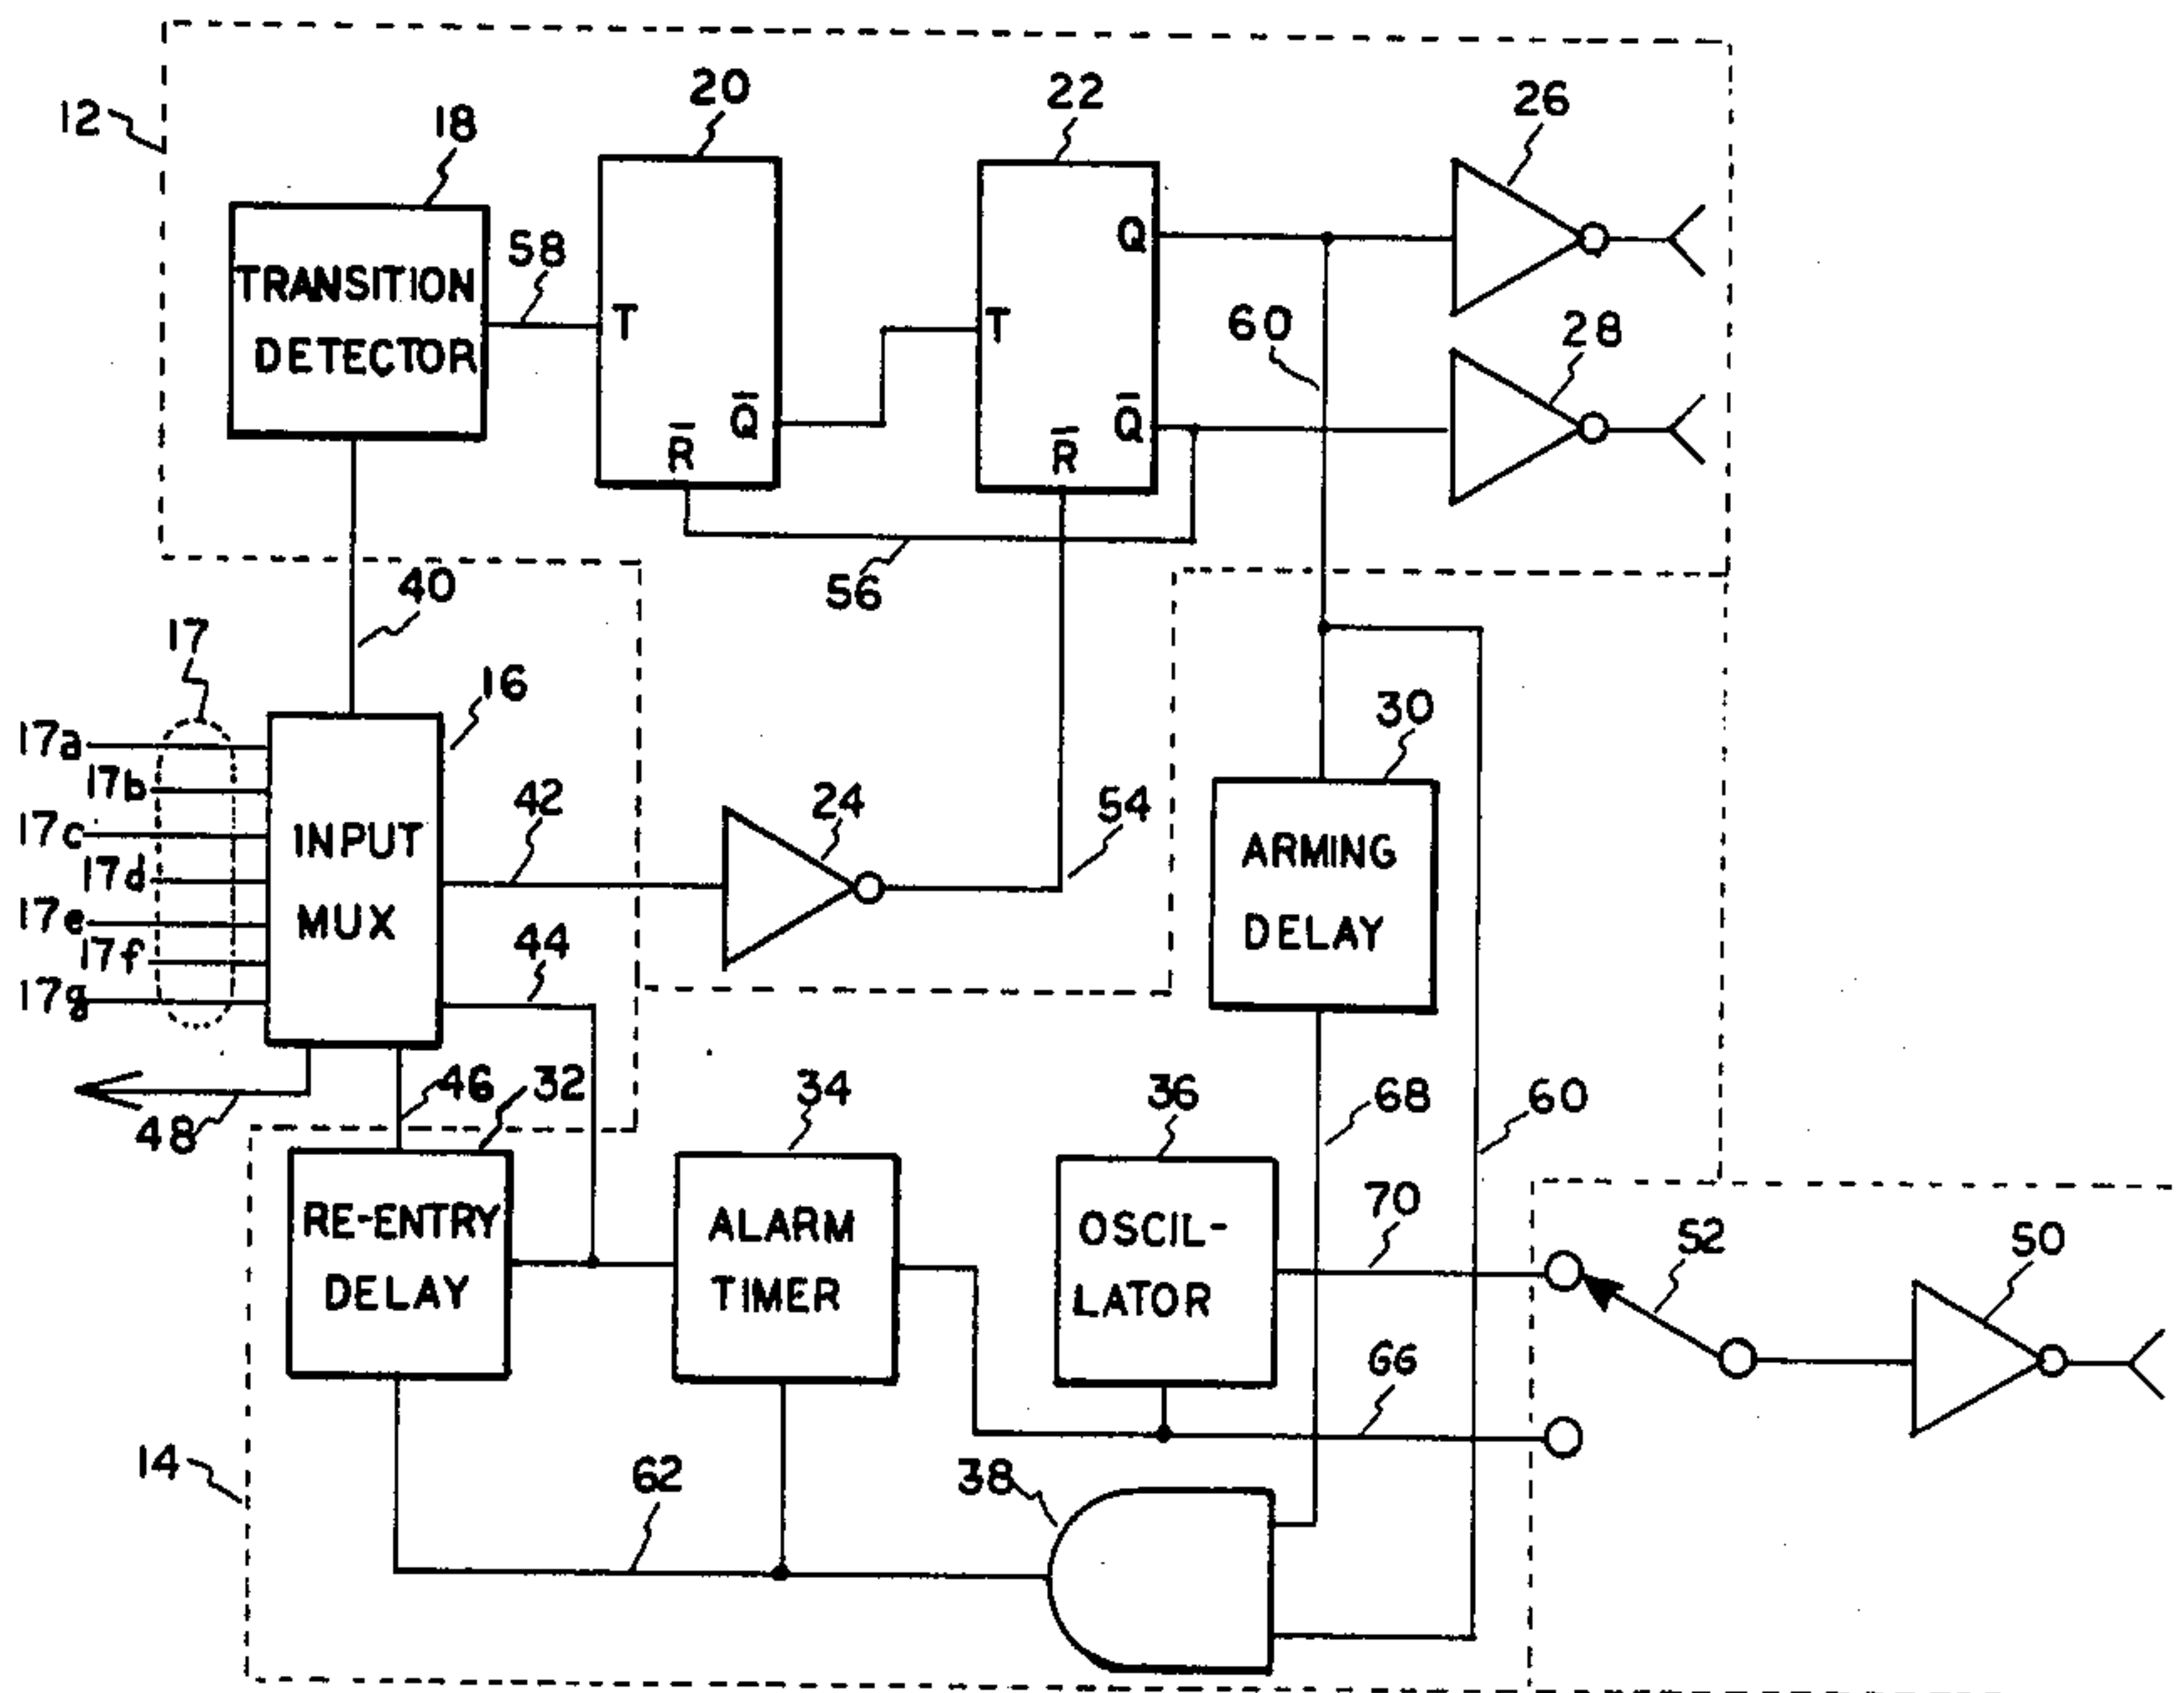 12
18
20
22
26
TRANSITION
DETECTOR
58
T
R̅
Q̅
T
R̅
Q
Q̅
60
28
56
40
17
16
17a
17b
17c
17d
17e
17f
17g
INPUT
MUX
42
24
54
44
30
ARMING
DELAY
48
46
32
34
36
68
60
RE-ENTRY
DELAY
ALARM
TIMER
OSCIL-
LATOR
70
52
50
66
14
62
38